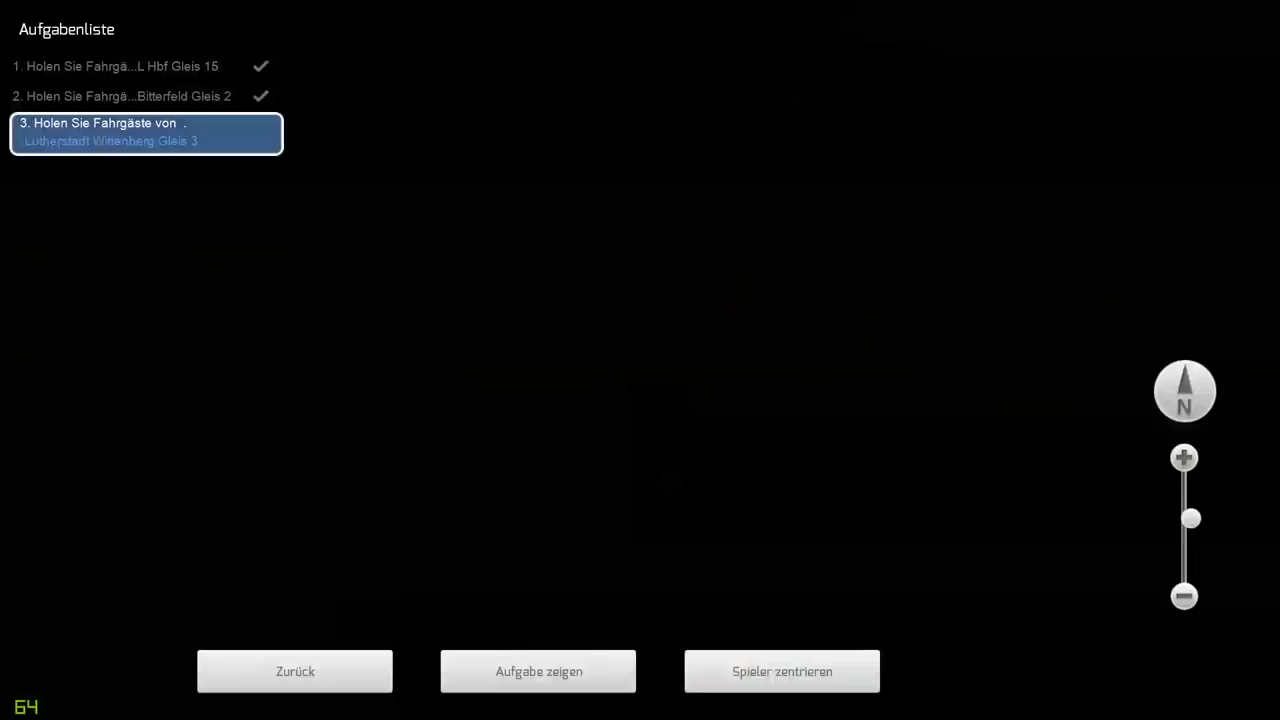 Aufgabenliste
1. Holen Sie Fahrgä...L Hbf Gleis 15
2. Holen Sie Fahrgä...Bitterfeld Gleis 2
3. Holen Sie Fahrgäste von .
Lutherstadt Wittenberg Gleis 3
N
Zurück
Aufgabe zeigen
Spieler zentrieren
64